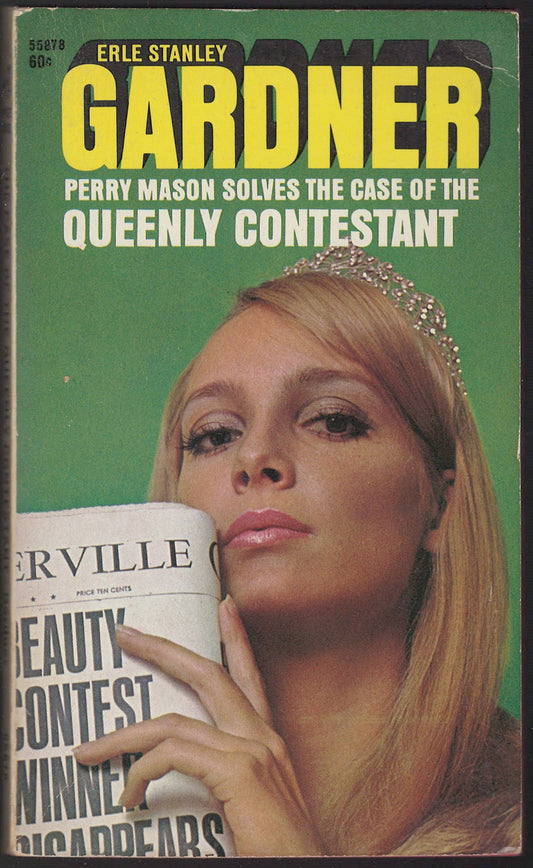 55878
60¢
ERLE STANLEY
GARDNER
PERRY MASON SOLVES THE CASE OF THE
QUEENLY CONTESTANT
ERVILLE
★ ★ PRICE TEN CENTS
BEAUTY
CONTEST
WINNER
DISAPPEARS